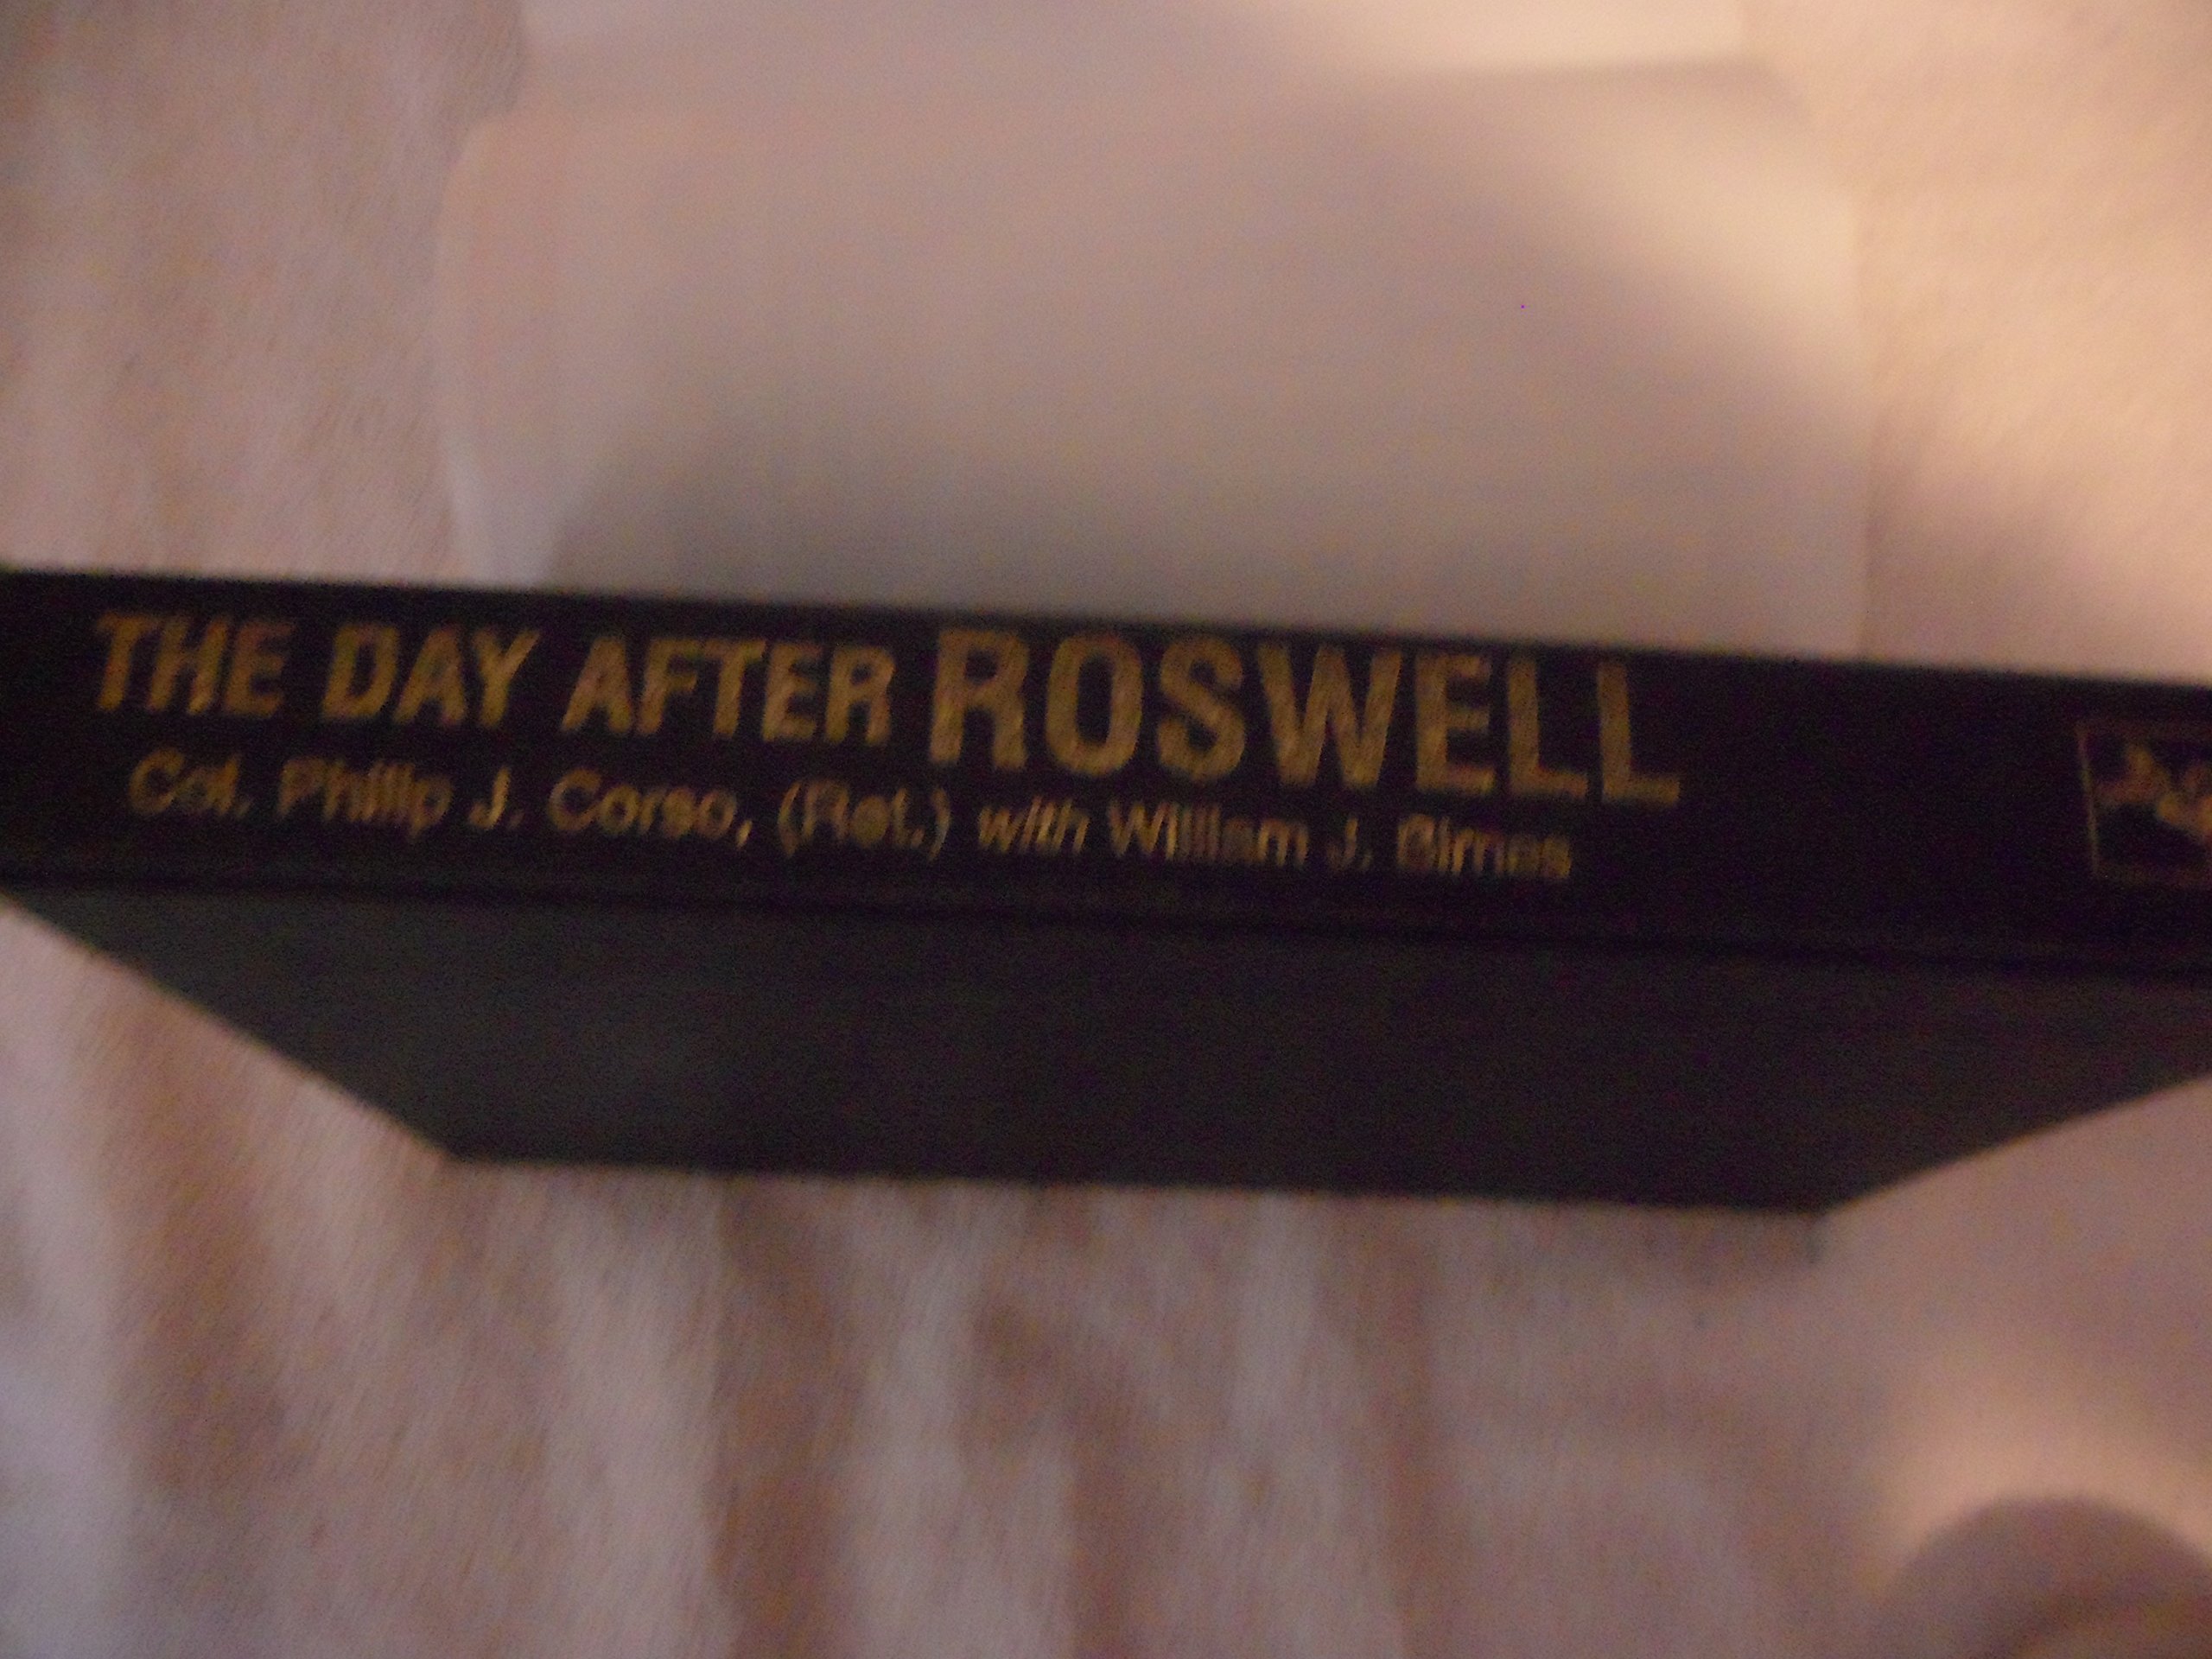 THE DAY AFTER ROSWELL
Col. Philip J. Corso, (Ret.) with William J. Birnes